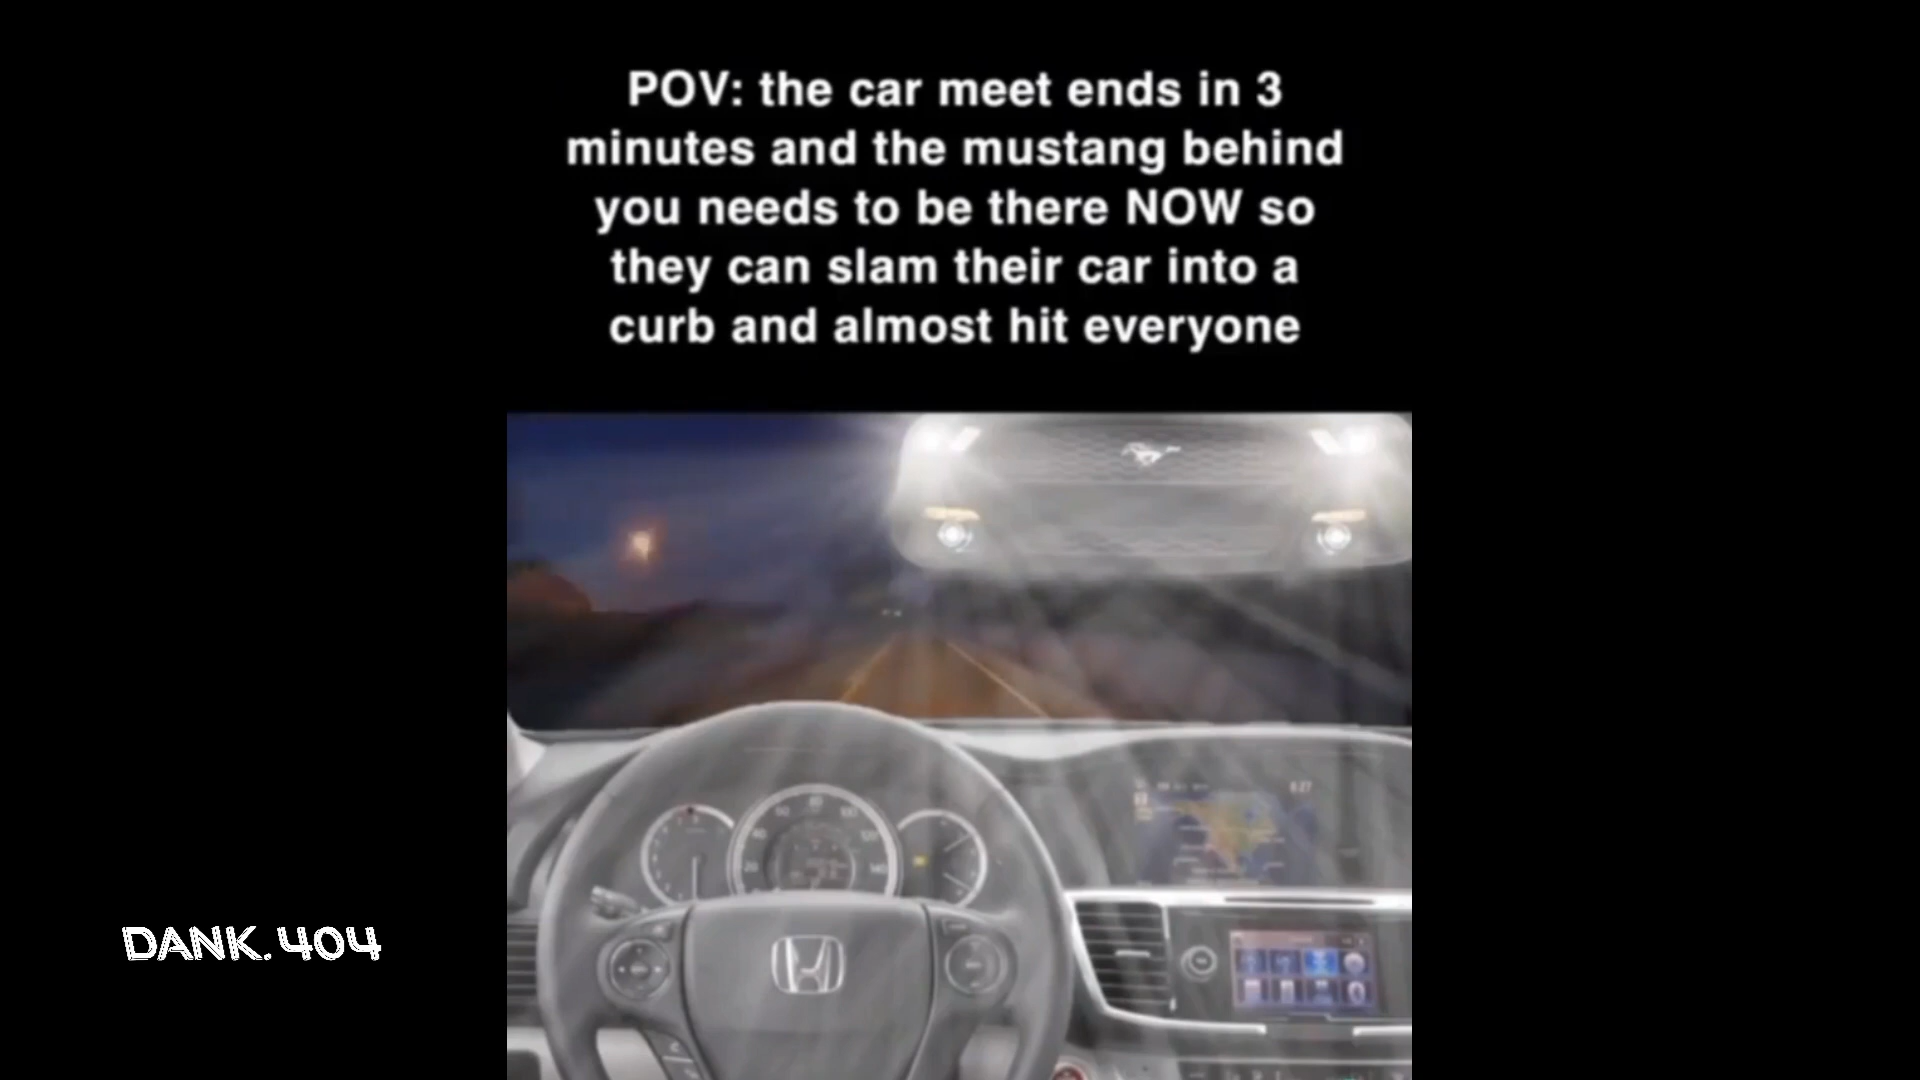 POV: the car meet ends in 3
minutes and the mustang behind
you needs to be there NOW so
they can slam their car into a
curb and almost hit everyone
DANK.404